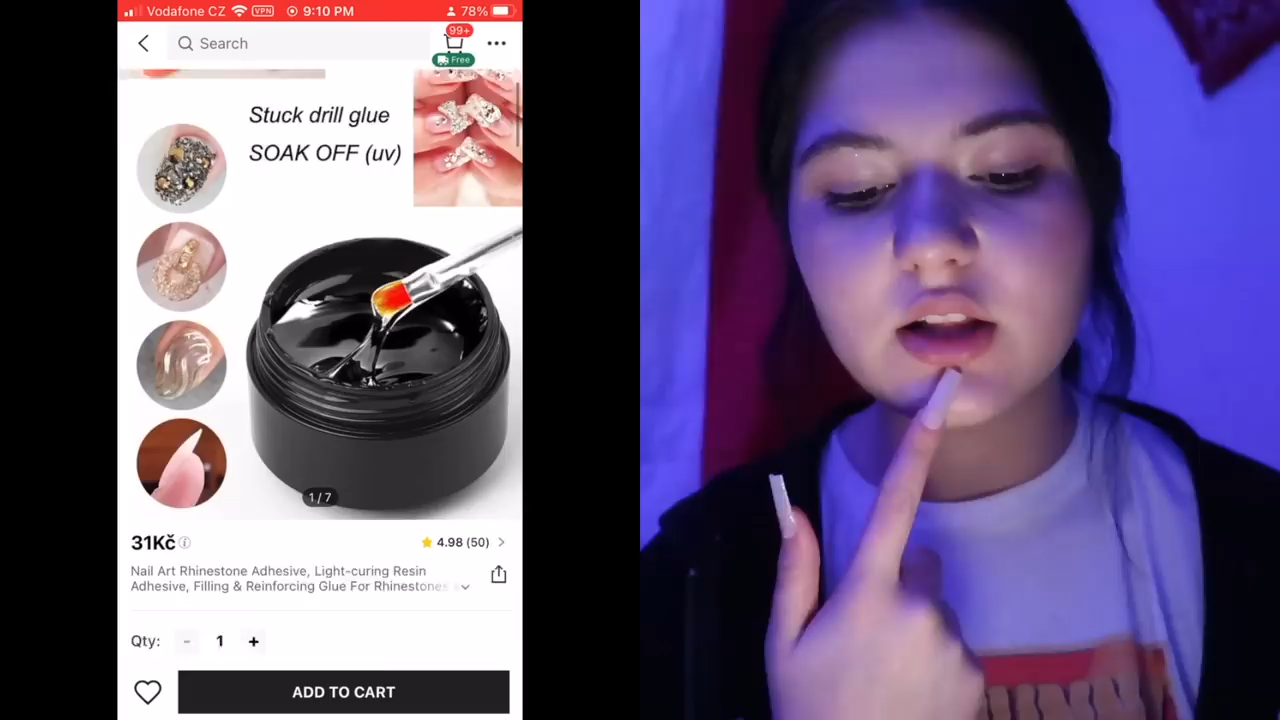 Vodafone CZ VPN 9:10 PM 78%
Search
99+
Free
Stuck drill glue
SOAK OFF (uv)
1 / 7
31Kč
4.98 (50)
Nail Art Rhinestone Adhesive, Light-curing Resin
Adhesive, Filling & Reinforcing Glue For Rhinestones
Qty: - 1 +
ADD TO CART